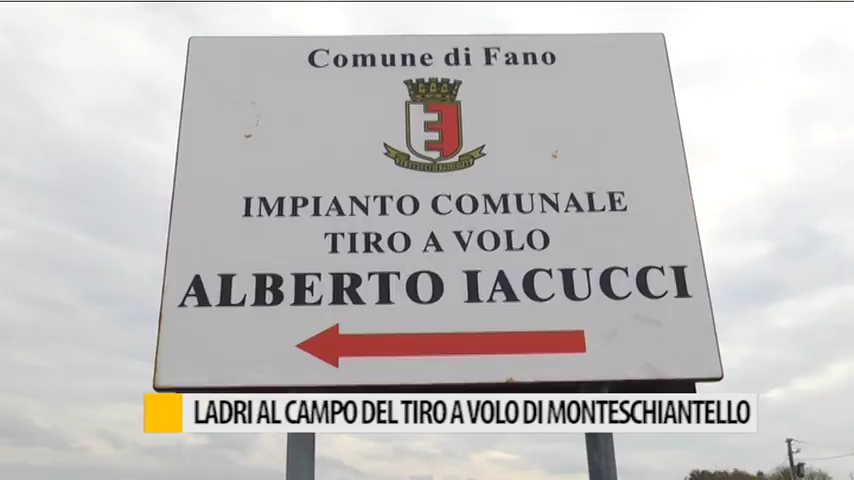 Comune di Fano
IMPIANTO COMUNALE
TIRO A VOLO
ALBERTO IACUCCI
LADRI AL CAMPO DEL TIRO A VOLO DI MONTESCHIANTELLO